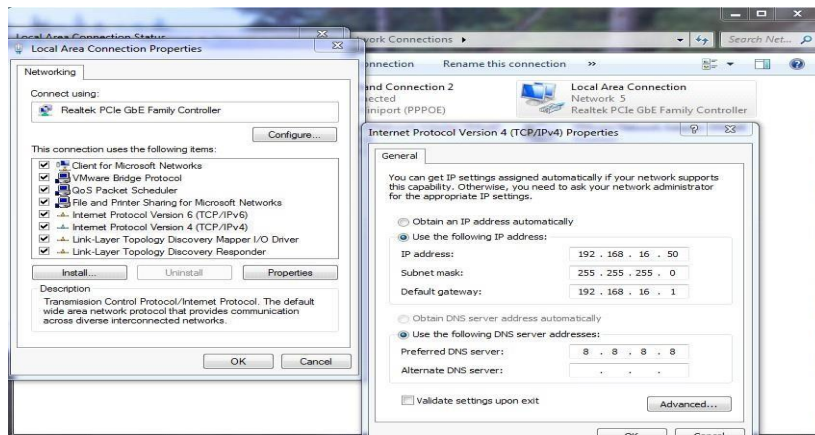 Local Area Connection Status
Local Area Connection Properties
Networking
Connect using:
Realtek PCIe GbE Family Controller
Configure...
This connection uses the following items:
Client for Microsoft Networks
VMware Bridge Protocol
QoS Packet Scheduler
File and Printer Sharing for Microsoft Networks
Internet Protocol Version 6 (TCP/IPv6)
Internet Protocol Version 4 (TCP/IPv4)
Link-Layer Topology Discovery Mapper I/O Driver
Link-Layer Topology Discovery Responder
Install... Uninstall Properties
Description
Transmission Control Protocol/Internet Protocol. The default
wide area network protocol that provides communication
across diverse interconnected networks.
OK Cancel
work Connections
Search Net...
onnection Rename this connection »
and Connection 2
ected
iniport (PPPOE)
Local Area Connection
Network 5
Realtek PCIe GbE Family Controller
Internet Protocol Version 4 (TCP/IPv4) Properties
General
You can get IP settings assigned automatically if your network supports
this capability. Otherwise, you need to ask your network administrator
for the appropriate IP settings.
Obtain an IP address automatically
Use the following IP address:
IP address: 192 . 168 . 16 . 50
Subnet mask: 255 . 255 . 255 . 0
Default gateway: 192 . 168 . 16 . 1
Obtain DNS server address automatically
Use the following DNS server addresses:
Preferred DNS server: 8 . 8 . 8 . 8
Alternate DNS server: . . .
Validate settings upon exit
Advanced...
OK Cancel